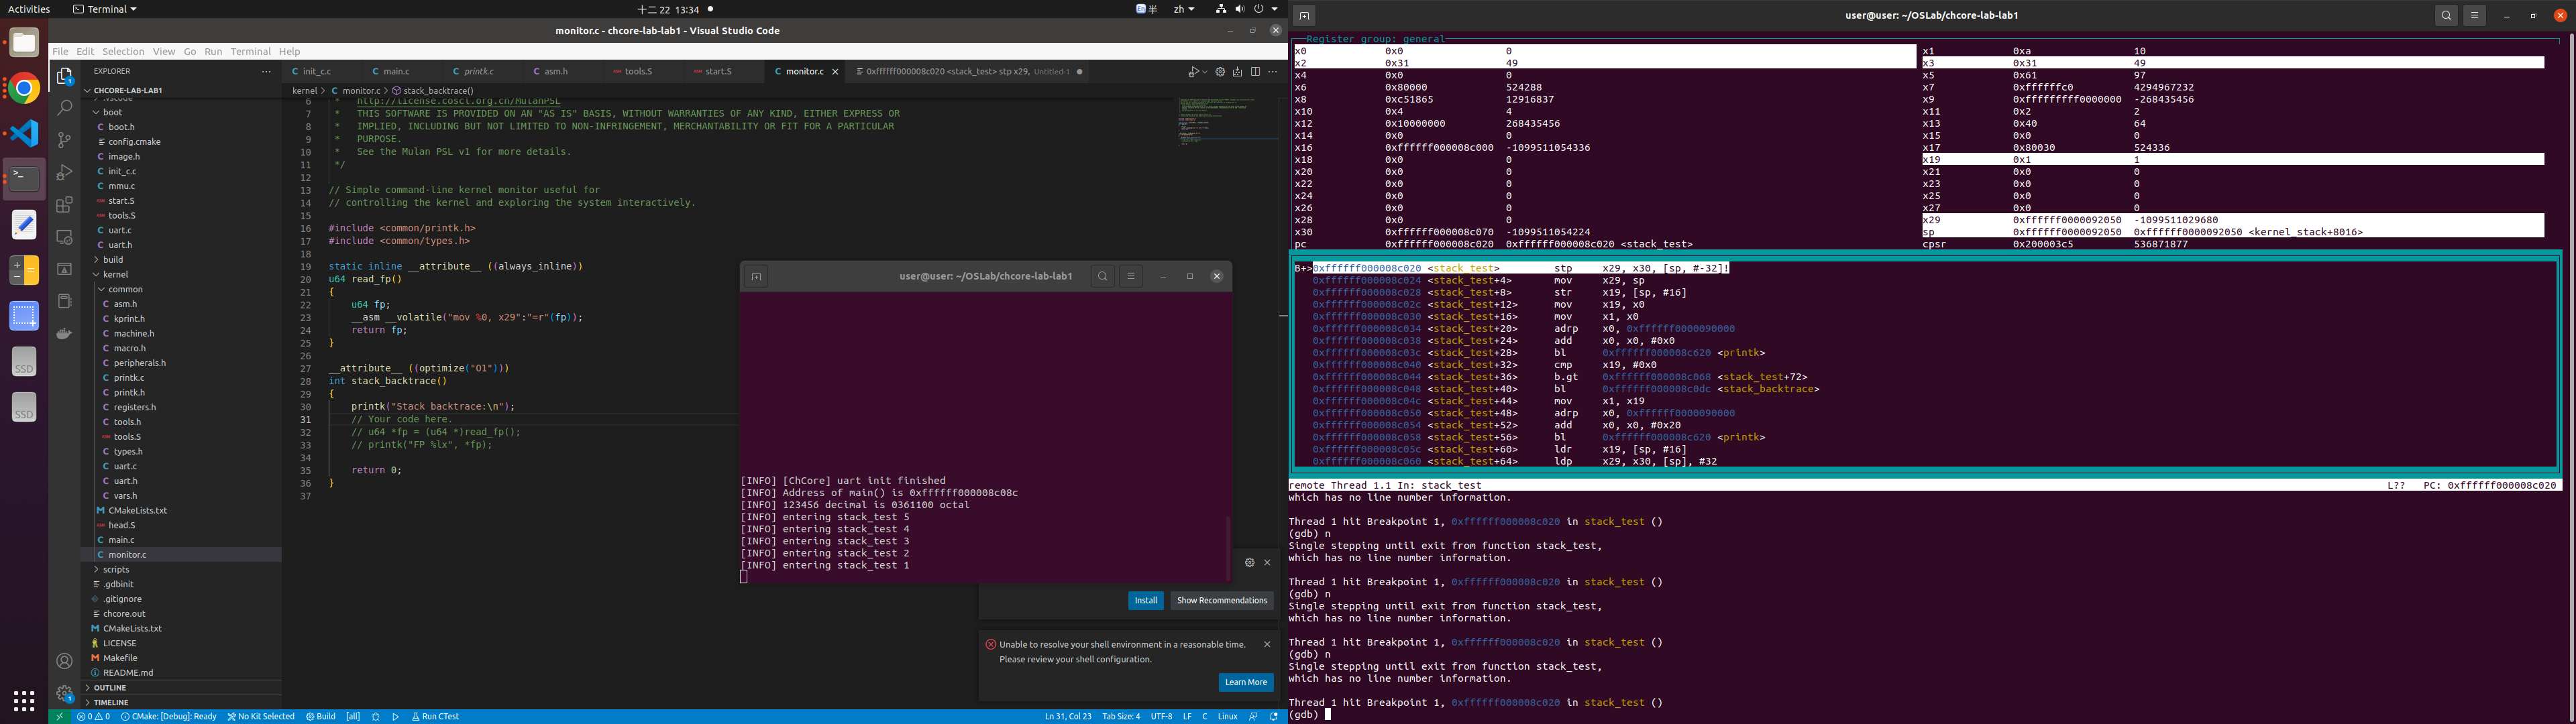 Activities
Terminal
十二 22 13:34
En 半
zh
monitor.c - chcore-lab-lab1 - Visual Studio Code
File Edit Selection View Go Run Terminal Help
EXPLORER
CHCORE-LAB-LAB1
.vscode
boot
boot.h
config.cmake
image.h
init_c.c
mmu.c
start.S
tools.S
uart.c
uart.h
build
kernel
common
asm.h
kprint.h
machine.h
macro.h
peripherals.h
printk.c
printk.h
registers.h
tools.h
tools.S
types.h
uart.c
uart.h
vars.h
CMakeLists.txt
head.S
main.c
monitor.c
scripts
.gdbinit
.gitignore
chcore.out
CMakeLists.txt
LICENSE
Makefile
README.md
OUTLINE
TIMELINE
SSD
SSD
init_c.c main.c printk.c asm.h tools.S start.S monitor.c 0xffffff000008c020 <stack_test> stp x29, Untitled-1
kernel > monitor.c > stack_backtrace()
6 * http://license.coscl.org.cn/MulanPSL
7 * THIS SOFTWARE IS PROVIDED ON AN "AS IS" BASIS, WITHOUT WARRANTIES OF ANY KIND, EITHER EXPRESS OR
8 * IMPLIED, INCLUDING BUT NOT LIMITED TO NON-INFRINGEMENT, MERCHANTABILITY OR FIT FOR A PARTICULAR
9 * PURPOSE.
10 * See the Mulan PSL v1 for more details.
11 */
12
13 // Simple command-line kernel monitor useful for
14 // controlling the kernel and exploring the system interactively.
15
16 #include <common/printk.h>
17 #include <common/types.h>
18
19 static inline __attribute__ ((always_inline))
20 u64 read_fp()
21 {
22 u64 fp;
23 __asm __volatile("mov %0, x29":"=r"(fp));
24 return fp;
25 }
26
27 __attribute__ ((optimize("O1")))
28 int stack_backtrace()
29 {
30 printk("Stack backtrace:\n");
31 // Your code here.
32 // u64 *fp = (u64 *)read_fp();
33 // printk("FP %lx", *fp);
34
35 return 0;
36 }
37
user@user: ~/OSLab/chcore-lab-lab1
[INFO] [ChCore] uart init finished
[INFO] Address of main() is 0xffffff000008c08c
[INFO] 123456 decimal is 0361100 octal
[INFO] entering stack_test 5
[INFO] entering stack_test 4
[INFO] entering stack_test 3
[INFO] entering stack_test 2
[INFO] entering stack_test 1
Install Show Recommendations
Unable to resolve your shell environment in a reasonable time.
Please review your shell configuration.
Learn More
0 0 CMake: [Debug]: Ready No Kit Selected Build [all] Run CTest Ln 31, Col 23 Tab Size: 4 UTF-8 LF C Linux
user@user: ~/OSLab/chcore-lab-lab1
Register group: general
x0 0x0 0 x1 0xa 10
x2 0x31 49 x3 0x31 49
x4 0x0 0 x5 0x61 97
x6 0x80000 524288 x7 0xffffffc0 4294967232
x8 0xc51865 12916837 x9 0xfffffffff0000000 -268435456
x10 0x4 4 x11 0x2 2
x12 0x10000000 268435456 x13 0x40 64
x14 0x0 0 x15 0x0 0
x16 0xffffff000008c000 -1099511054336 x17 0x80030 524336
x18 0x0 0 x19 0x1 1
x20 0x0 0 x21 0x0 0
x22 0x0 0 x23 0x0 0
x24 0x0 0 x25 0x0 0
x26 0x0 0 x27 0x0 0
x28 0x0 0 x29 0xffffff0000092050 -1099511029680
x30 0xffffff000008c070 -1099511054224 sp 0xffffff0000092050 0xffffff0000092050 <kernel_stack+8016>
pc 0xffffff000008c020 0xffffff000008c020 <stack_test> cpsr 0x200003c5 536871877
B+>0xffffff000008c020 <stack_test> stp x29, x30, [sp, #-32]!
0xffffff000008c024 <stack_test+4> mov x29, sp
0xffffff000008c028 <stack_test+8> str x19, [sp, #16]
0xffffff000008c02c <stack_test+12> mov x19, x0
0xffffff000008c030 <stack_test+16> mov x1, x0
0xffffff000008c034 <stack_test+20> adrp x0, 0xffffff0000090000
0xffffff000008c038 <stack_test+24> add x0, x0, #0x0
0xffffff000008c03c <stack_test+28> bl 0xffffff000008c620 <printk>
0xffffff000008c040 <stack_test+32> cmp x19, #0x0
0xffffff000008c044 <stack_test+36> b.gt 0xffffff000008c068 <stack_test+72>
0xffffff000008c048 <stack_test+40> bl 0xffffff000008c0dc <stack_backtrace>
0xffffff000008c04c <stack_test+44> mov x1, x19
0xffffff000008c050 <stack_test+48> adrp x0, 0xffffff0000090000
0xffffff000008c054 <stack_test+52> add x0, x0, #0x20
0xffffff000008c058 <stack_test+56> bl 0xffffff000008c620 <printk>
0xffffff000008c05c <stack_test+60> ldr x19, [sp, #16]
0xffffff000008c060 <stack_test+64> ldp x29, x30, [sp], #32
remote Thread 1.1 In: stack_test L?? PC: 0xffffff000008c020
which has no line number information.
Thread 1 hit Breakpoint 1, 0xffffff000008c020 in stack_test ()
(gdb) n
Single stepping until exit from function stack_test,
which has no line number information.
Thread 1 hit Breakpoint 1, 0xffffff000008c020 in stack_test ()
(gdb) n
Single stepping until exit from function stack_test,
which has no line number information.
Thread 1 hit Breakpoint 1, 0xffffff000008c020 in stack_test ()
(gdb) n
Single stepping until exit from function stack_test,
which has no line number information.
Thread 1 hit Breakpoint 1, 0xffffff000008c020 in stack_test ()
(gdb)